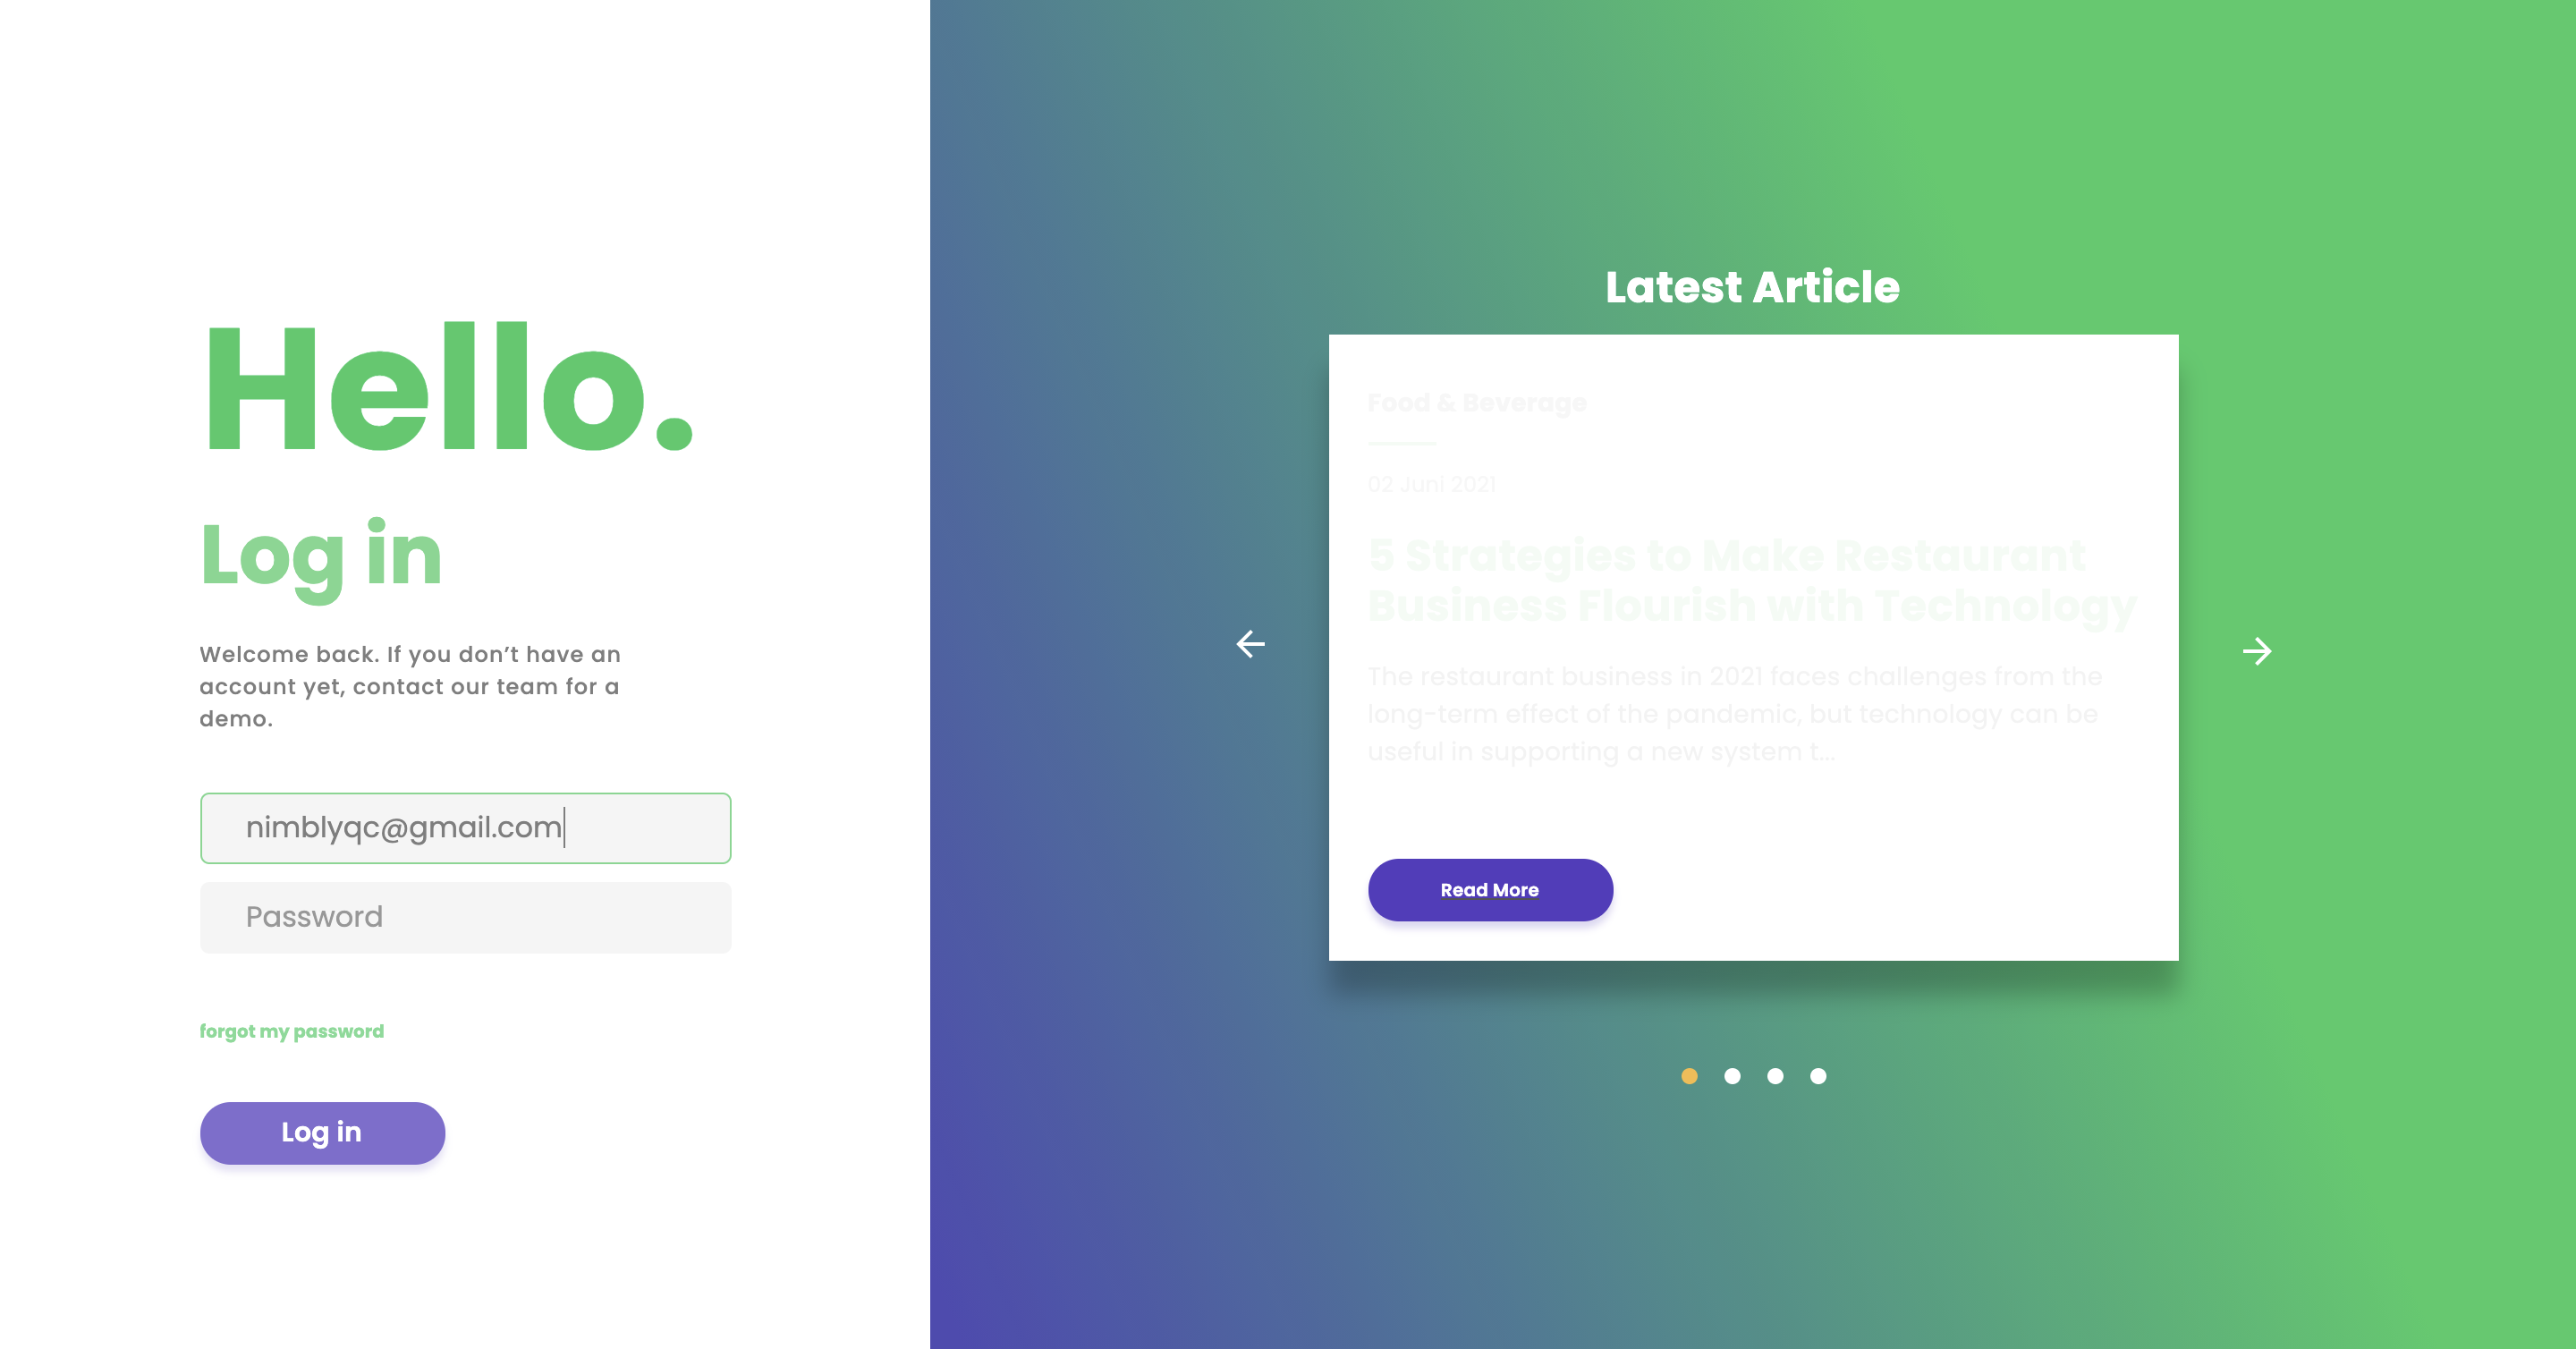 Hello.
Log in
Welcome back. If you don’t have an
account yet, contact our team for a
demo.
nimblyqc@gmail.com
Password
forgot my password
Log in
Latest Article
Food & Beverage
02 Juni 2021
5 Strategies to Make Restaurant
Business Flourish with Technology
The restaurant business in 2021 faces challenges from the
long-term effect of the pandemic, but technology can be
useful in supporting a new system t...
Read More